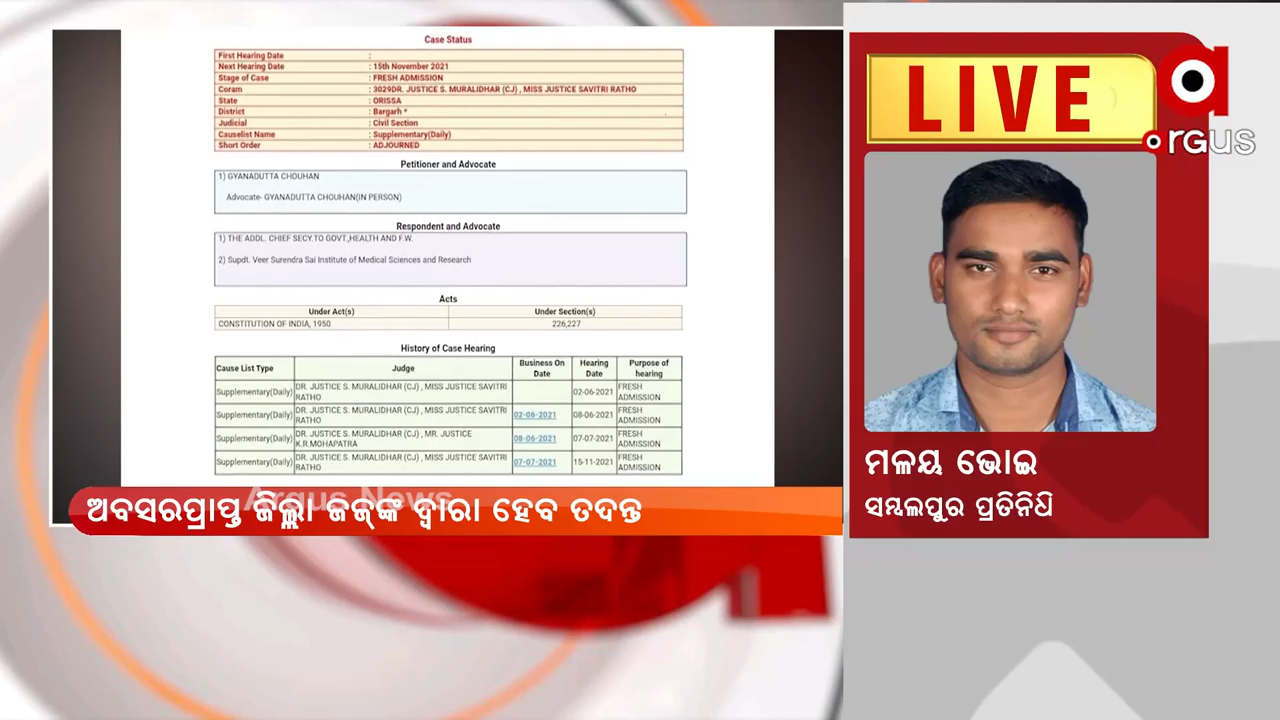 Case Status
First Hearing Date :
Next Hearing Date : 15th November 2021
Stage of Case : FRESH ADMISSION
Coram : 3029DR. JUSTICE S. MURALIDHAR (CJ) , MISS JUSTICE SAVITRI RATHO
State : ORISSA
District : Bargarh *
Judicial : Civil Section
Causelist Name : Supplementary(Daily)
Short Order : ADJOURNED
Petitioner and Advocate
1) GYANADUTTA CHOUHAN
Advocate- GYANADUTTA CHOUHAN(IN PERSON)
Respondent and Advocate
1) THE ADDL. CHIEF SECY.TO GOVT.,HEALTH AND F.W.
2) Supdt. Veer Surendra Sai Institute of Medical Sciences and Research
Acts
Under Act(s) Under Section(s)
CONSTITUTION OF INDIA, 1950 226,227
History of Case Hearing
Cause List Type Judge Business On Date Hearing Date Purpose of hearing
Supplementary(Daily) DR. JUSTICE S. MURALIDHAR (CJ) , MISS JUSTICE SAVITRI RATHO 02-06-2021 FRESH ADMISSION
Supplementary(Daily) DR. JUSTICE S. MURALIDHAR (CJ) , MISS JUSTICE SAVITRI RATHO 02-06-2021 08-06-2021 FRESH ADMISSION
Supplementary(Daily) DR. JUSTICE S. MURALIDHAR (CJ) , MR. JUSTICE K.R.MOHAPATRA 08-06-2021 07-07-2021 FRESH ADMISSION
Supplementary(Daily) DR. JUSTICE S. MURALIDHAR (CJ) , MISS JUSTICE SAVITRI RATHO 07-07-2021 15-11-2021 FRESH ADMISSION
Argus News
ଅବସରପ୍ରାପ୍ତ ଜିଲ୍ଲା ଜଜ୍‌ଙ୍କ ଦ୍ୱାରା ହେବ ତଦନ୍ତ
LIVE
argus
ମଳୟ ଭୋଇ
ସମ୍ବଲପୁର ପ୍ରତିନିଧି